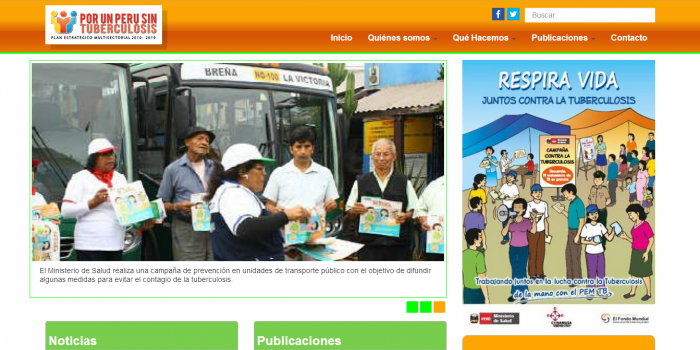 POR UN PERU SIN
TUBERCULOSIS
PLAN ESTRATÉGICO MULTISECTORIAL 2010- 2019
Buscar
Inicio
Quiénes somos
Qué Hacemos
Publicaciones
Contacto
BREÑA
NO-100
LA VICTORIA
El Ministerio de Salud realiza una campaña de prevención en unidades de transporte público con el objetivo de difundir
algunas medidas para evitar el contagio de la tuberculosis.
RESPIRA VIDA
JUNTOS CONTRA LA TUBERCULOSIS
CAMPAÑA
CONTRA LA
TUBERCULOSIS
Trabajando juntos en la lucha contra la Tuberculosis
de la mano con el PEM TB
PERÚ
Ministerio
de Salud
El Fondo Mundial
Noticias
Publicaciones